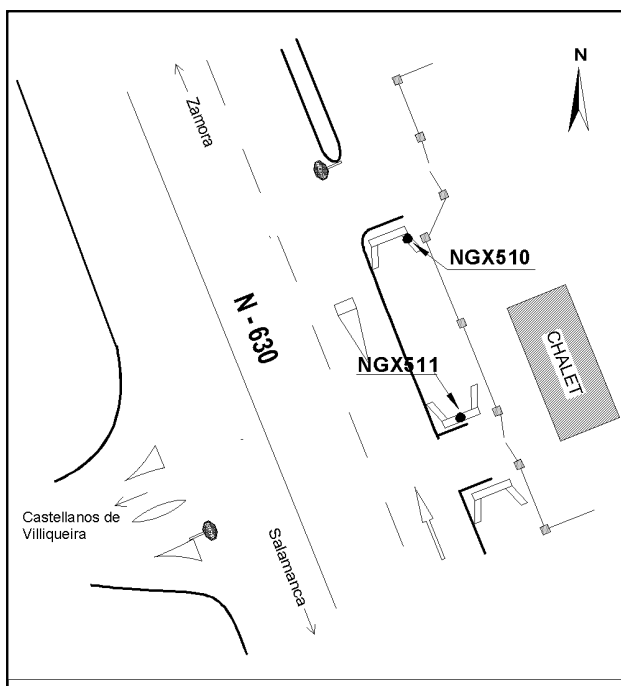 N
Zamora
NGX510
N - 630
NGX511
CHALET
Castellanos de
Villiqueira
Salamanca